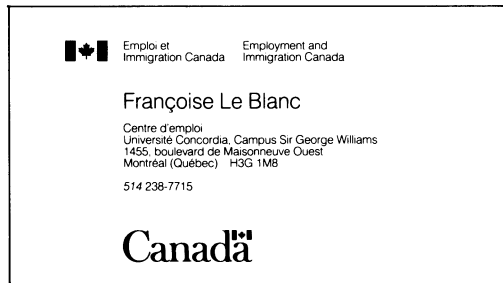 Emploi et Employment and
Immigration Canada Immigration Canada
Françoise Le Blanc
Centre d'emploi
Université Concordia, Campus Sir George Williams
1455, boulevard de Maisonneuve Ouest
Montréal (Québec) H3G 1M8
514 238-7715
Canada